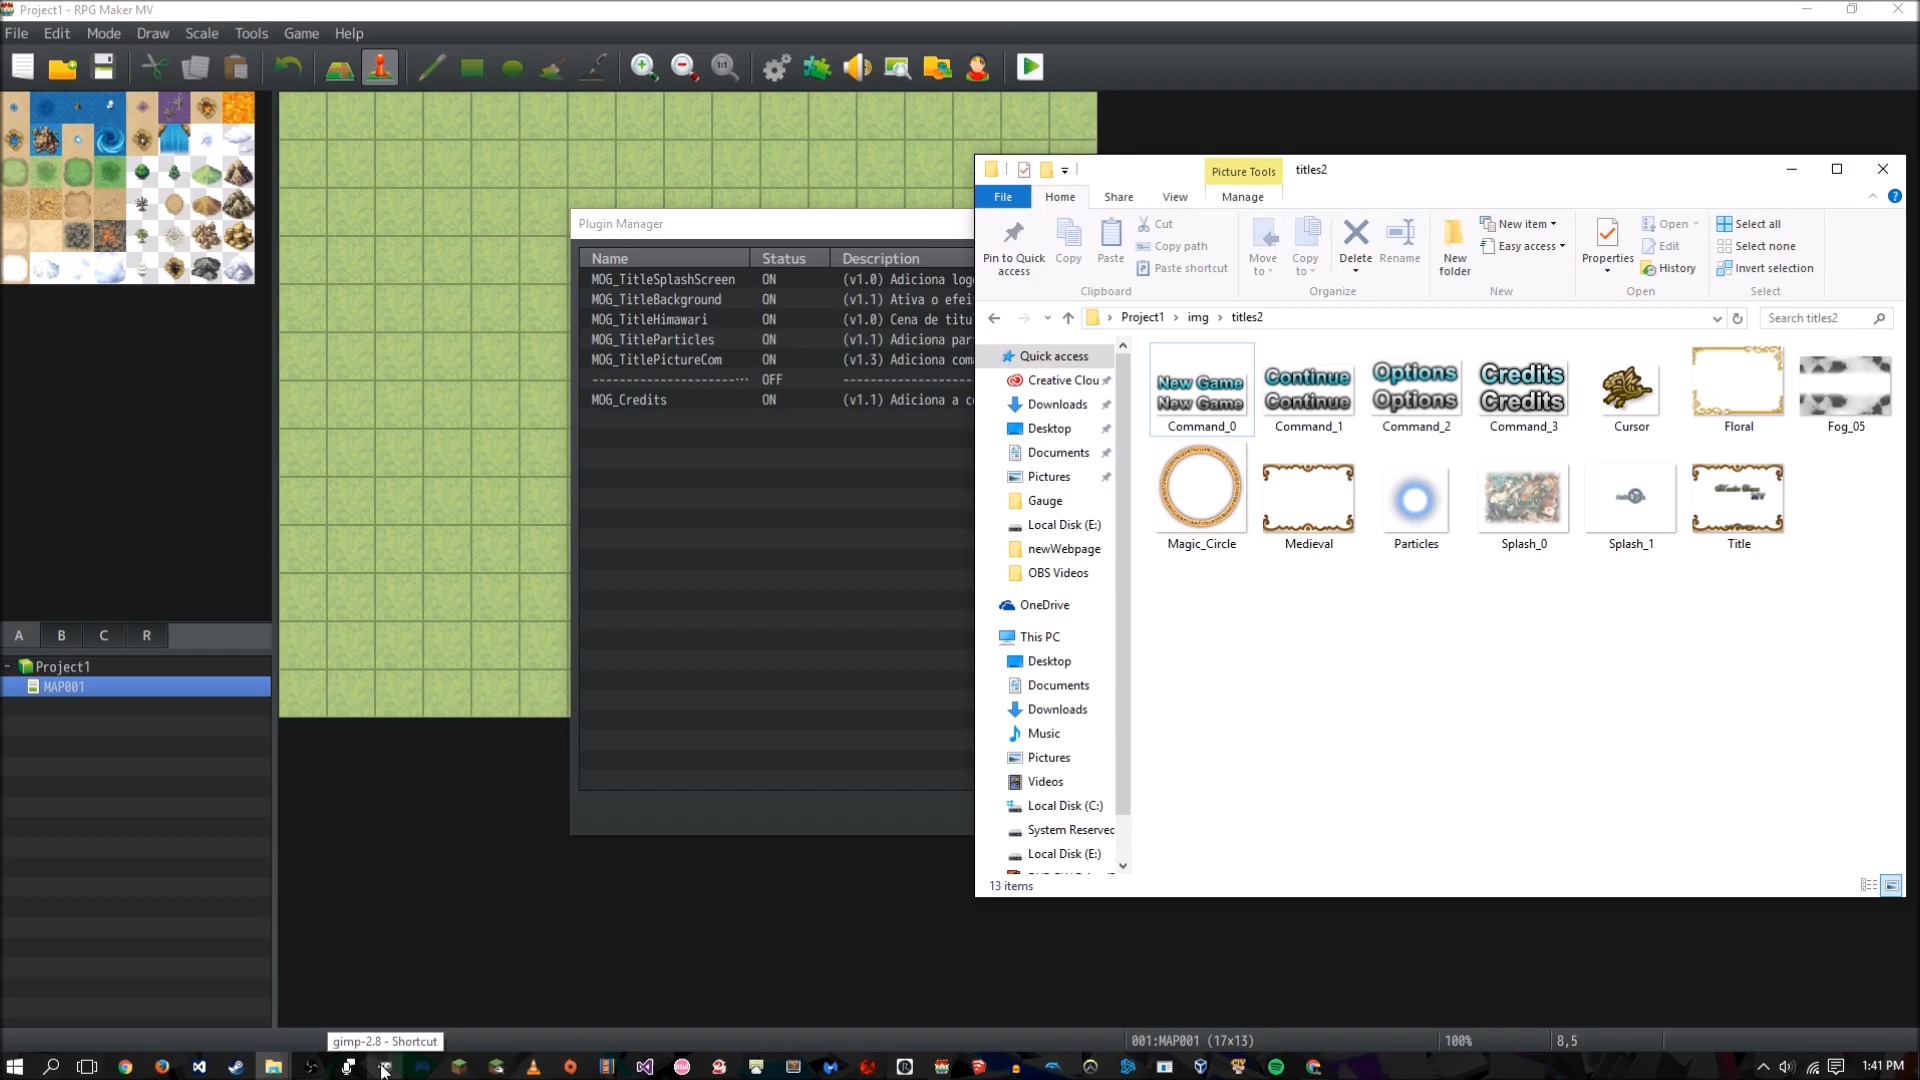 Project1 - RPG Maker MV
File Edit Mode Draw Scale Tools Game Help
1:1
A B C R
Project1
MAP001
Plugin Manager
Name Status Description
MOG_TitleSplashScreen ON (v1.0) Adiciona log
MOG_TitleBackground ON (v1.1) Ativa o efei
MOG_TitleHimawari ON (v1.0) Cena de titu
MOG_TitleParticles ON (v1.1) Adiciona par
MOG_TitlePictureCom ON (v1.3) Adiciona com
----------------------... OFF ------------------
MOG_Credits ON (v1.1) Adiciona a c
Picture Tools titles2
File Home Share View Manage
Pin to Quick access
Copy
Paste
Cut
Copy path
Paste shortcut
Clipboard
Move to
Copy to
Delete
Rename
Organize
New folder
New item
Easy access
New
Properties
Open
Edit
History
Open
Select all
Select none
Invert selection
Select
Project1 > img > titles2
Search titles2
Quick access
Creative Clou
Downloads
Desktop
Documents
Pictures
Gauge
Local Disk (E:)
newWebpage
OBS Videos
OneDrive
This PC
Desktop
Documents
Downloads
Music
Pictures
Videos
Local Disk (C:)
System Reserved
Local Disk (E:)
New Game Continue Options Credits
New Game Continue Options Credits
Command_0 Command_1 Command_2 Command_3 Cursor Floral Fog_05
Magic_Circle Medieval Particles Splash_0 Splash_1 Title
13 items
gimp-2.8 - Shortcut
001:MAP001 (17x13) 100% 8,5
1:41 PM